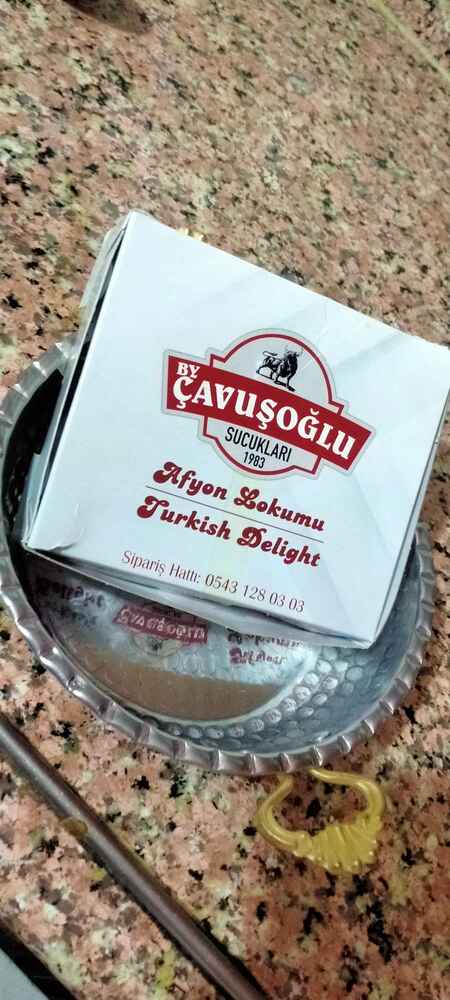 BY
ÇAVUŞOĞLU
SUCUKLARI
1983
Afyon Lokumu
Turkish Delight
Sipariş Hattı: 0543 128 03 03